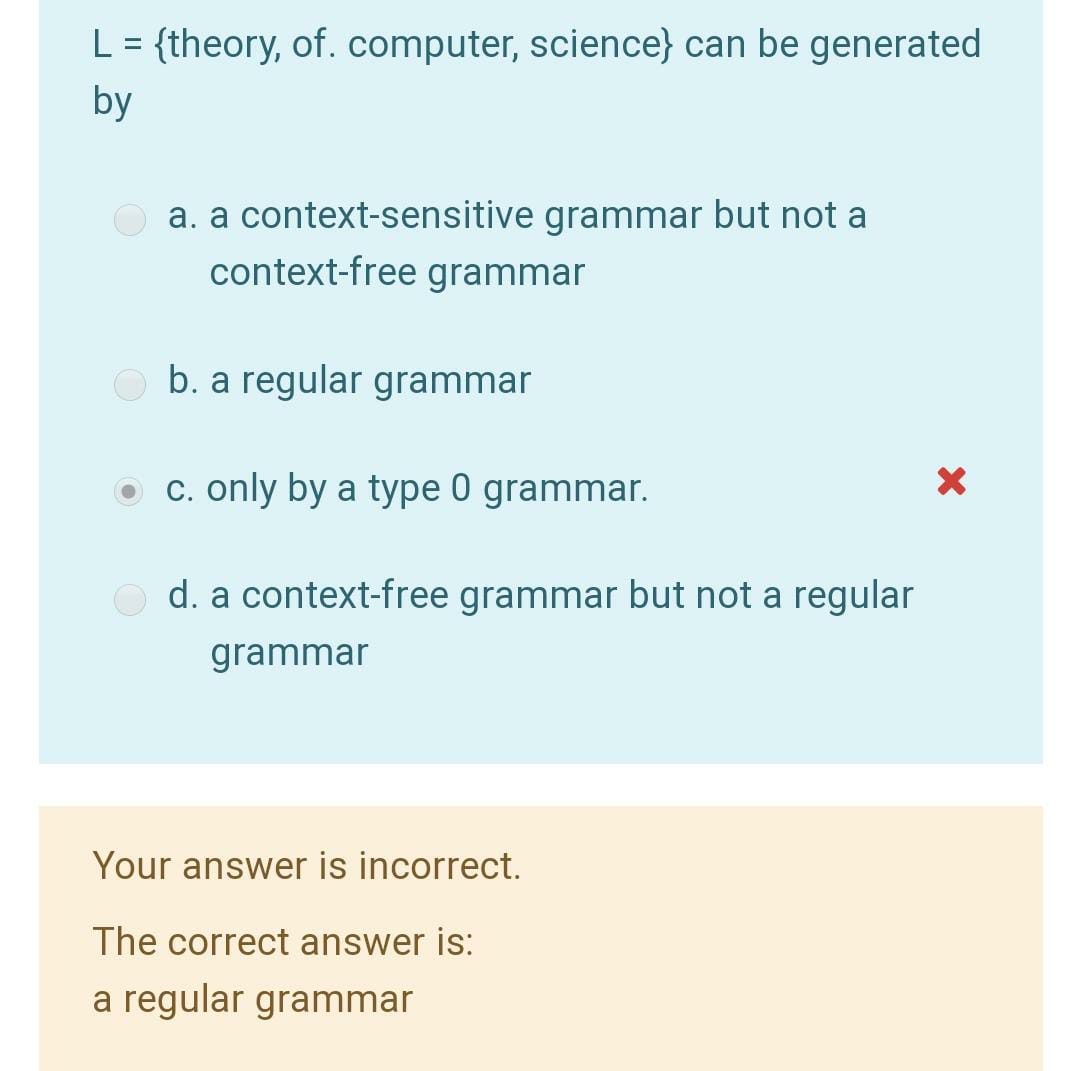 L = {theory, of. computer, science} can be generated
by
a. a context-sensitive grammar but not a
context-free grammar
b. a regular grammar
c. only by a type 0 grammar.
d. a context-free grammar but not a regular
grammar
Your answer is incorrect.
The correct answer is:
a regular grammar